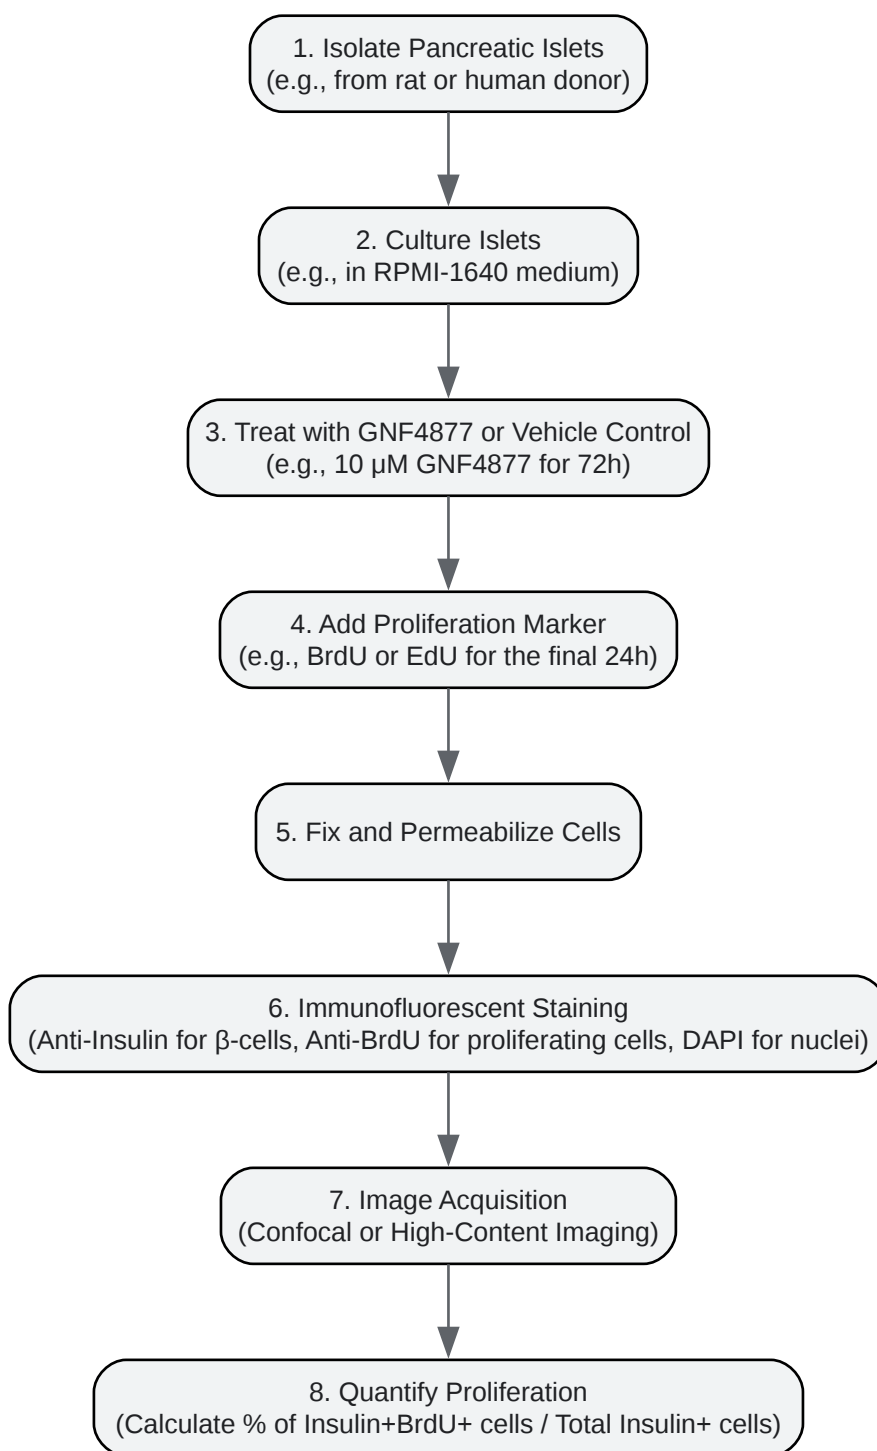 1. Isolate Pancreatic Islets
(e.g., from rat or human donor)
2. Culture Islets
(e.g., in RPMI-1640 medium)
3. Treat with GNF4877 or Vehicle Control
(e.g., 10 μM GNF4877 for 72h)
4. Add Proliferation Marker
(e.g., BrdU or EdU for the final 24h)
5. Fix and Permeabilize Cells
6. Immunofluorescent Staining
(Anti-Insulin for β-cells, Anti-BrdU for proliferating cells, DAPI for nuclei)
7. Image Acquisition
(Confocal or High-Content Imaging)
8. Quantify Proliferation
(Calculate % of Insulin+BrdU+ cells / Total Insulin+ cells)